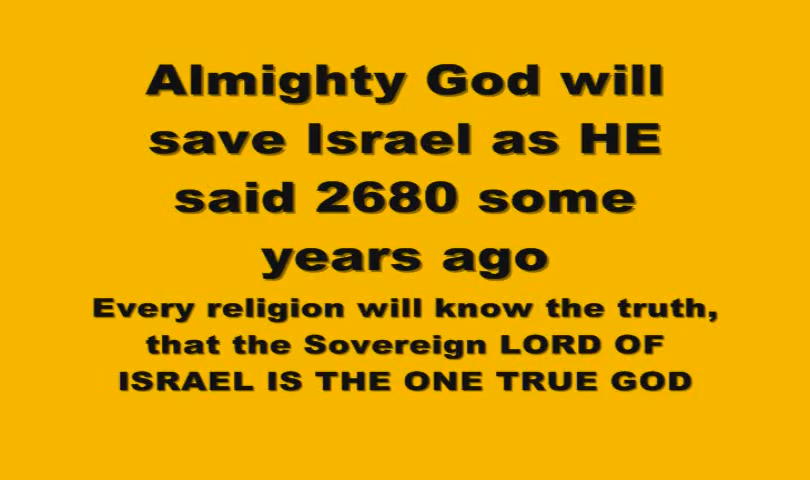 Almighty God will
save Israel as HE
said 2680 some
years ago
Every religion will know the truth,
that the Sovereign LORD OF
ISRAEL IS THE ONE TRUE GOD